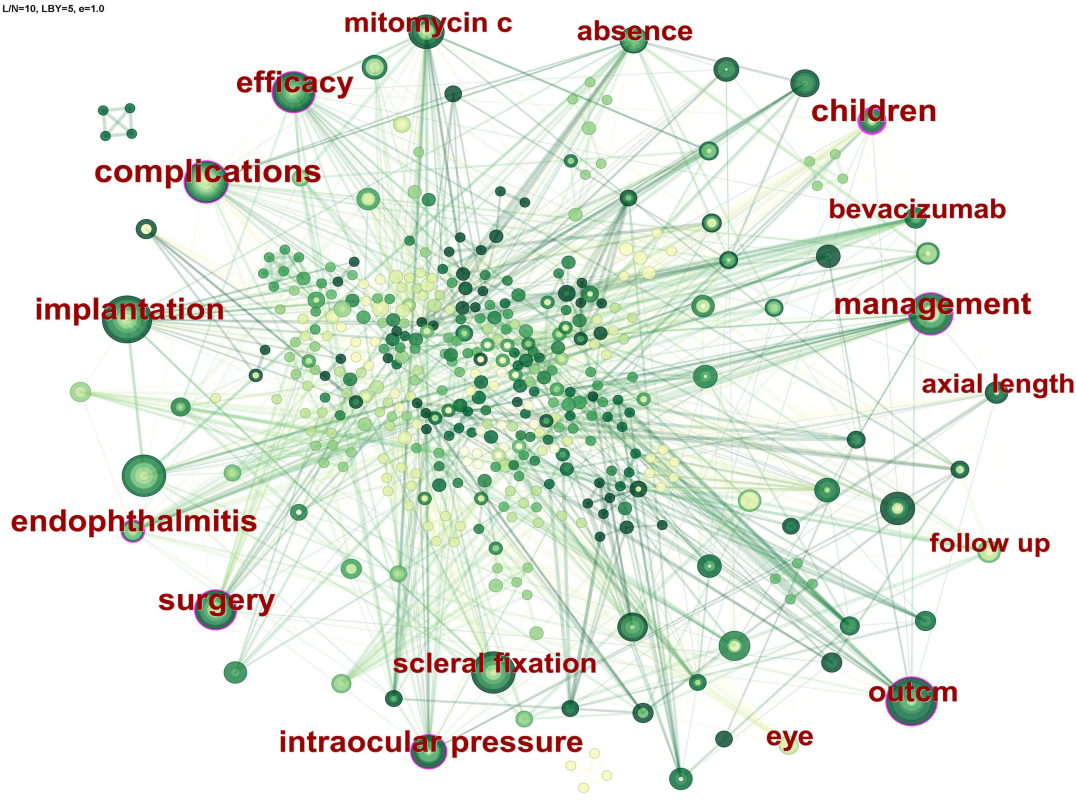 L/N=10, LBY=5, e=1.0
mitomycin c
absence
efficacy
children
complications
bevacizumab
implantation
management
axial length
endophthalmitis
follow up
surgery
scleral fixation
outcm
intraocular pressure
eye